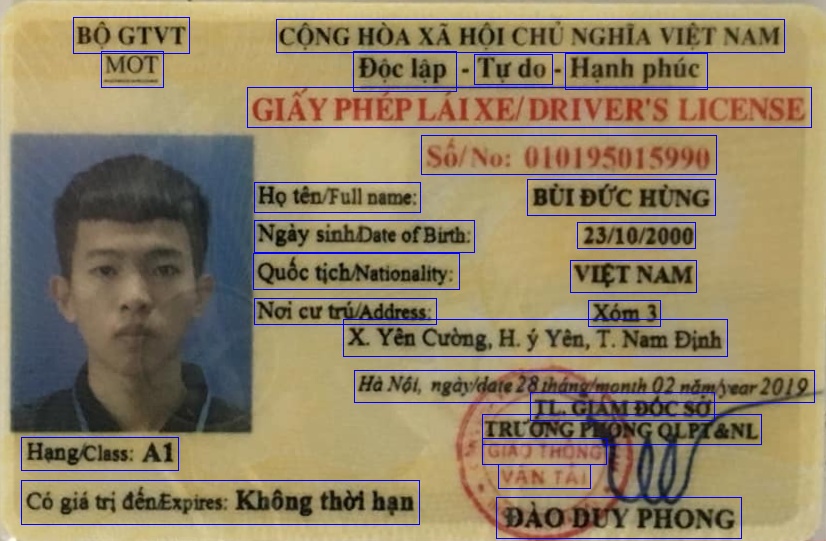 BỘ GTVT
MOT
CỘNG HÒA XÃ HỘI CHỦ NGHĨA VIỆT NAM
Độc lập - Tự do - Hạnh phúc
GIẤY PHÉP LÁI XE/ DRIVER'S LICENSE
Số/No: 010195015990
Họ tên/Full name: BÙI ĐỨC HÙNG
Ngày sinh/Date of Birth: 23/10/2000
Quốc tịch/Nationality: VIỆT NAM
Nơi cư trú/Address: Xóm 3
X. Yên Cường, H. ý Yên, T. Nam Định
Hà Nội, ngày/date 28 tháng/month 02 năm/year 2019
TL. GIÁM ĐỐC SỞ
TRƯỞNG PHÒNG QLPT&NL
GIAO THÔNG
VẬN TẢI
ĐÀO DUY PHONG
Hạng/Class: A1
Có giá trị đến/Expires: Không thời hạn